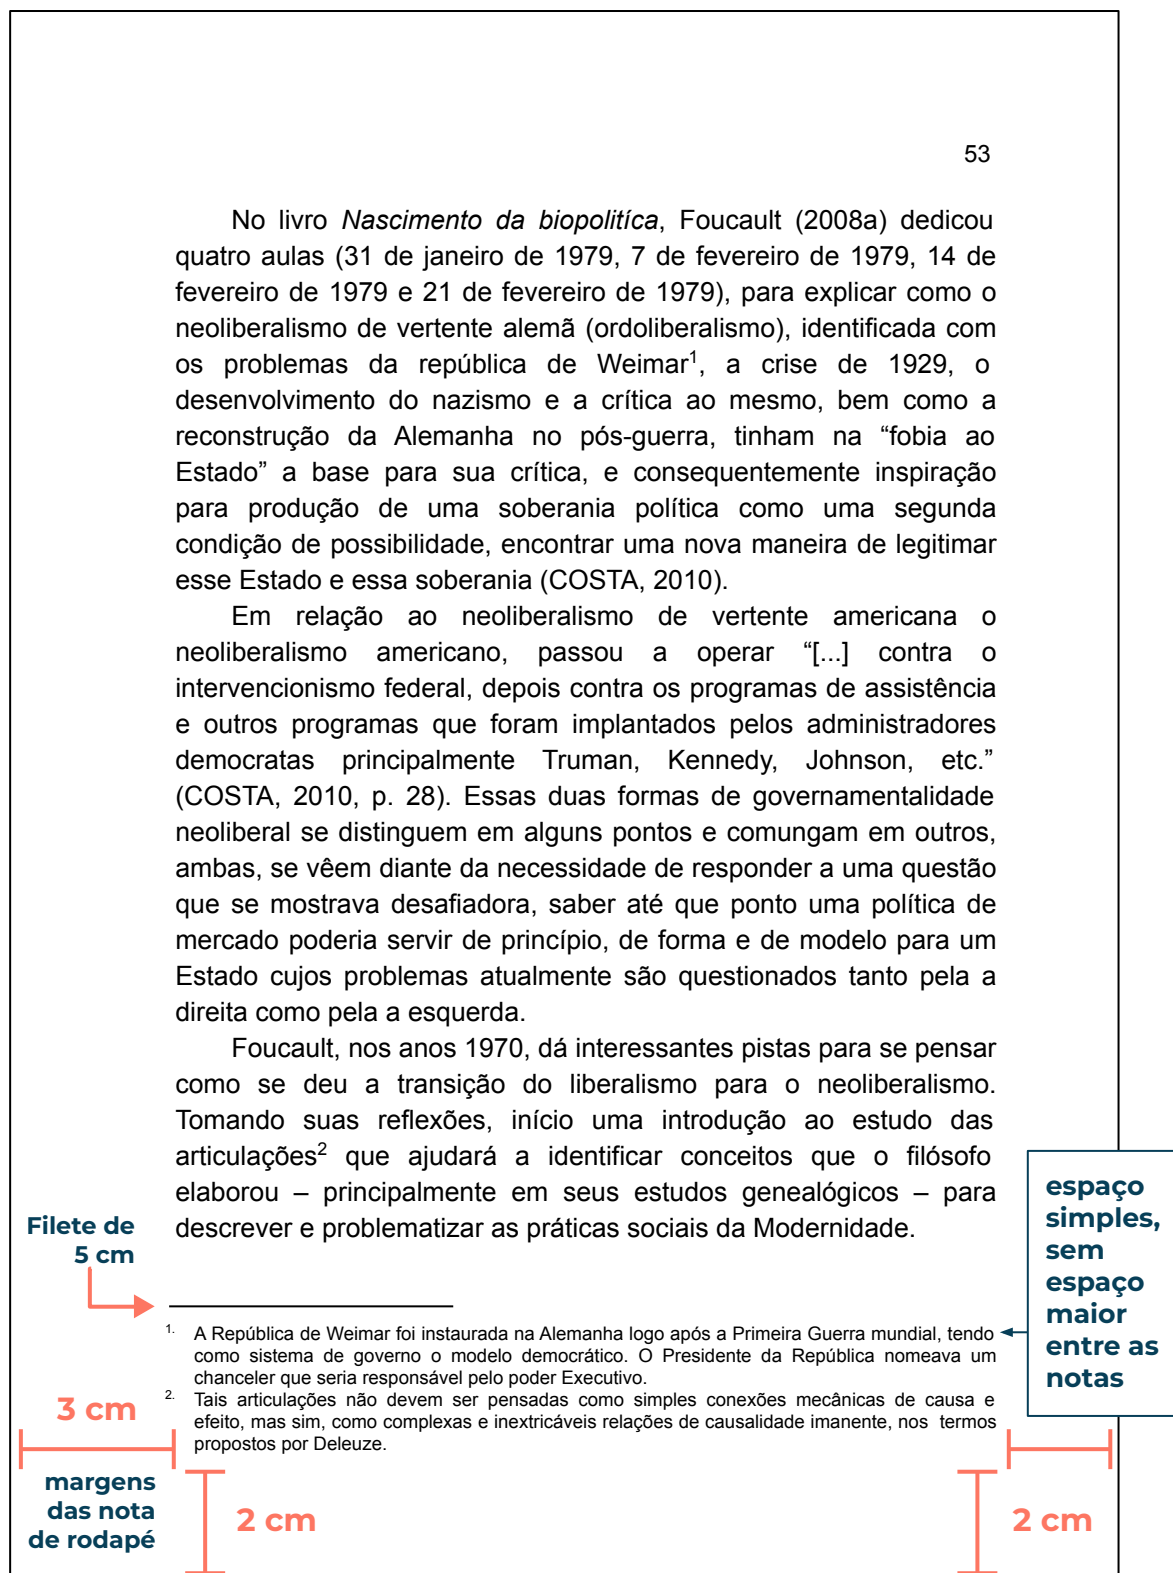 53
No livro Nascimento da biopolitíca, Foucault (2008a) dedicou
quatro aulas (31 de janeiro de 1979, 7 de fevereiro de 1979, 14 de
fevereiro de 1979 e 21 de fevereiro de 1979), para explicar como o
neoliberalismo de vertente alemã (ordoliberalismo), identificada com
os problemas da república de Weimar¹, a crise de 1929, o
desenvolvimento do nazismo e a crítica ao mesmo, bem como a
reconstrução da Alemanha no pós-guerra, tinham na “fobia ao
Estado” a base para sua crítica, e consequentemente inspiração
para produção de uma soberania política como uma segunda
condição de possibilidade, encontrar uma nova maneira de legitimar
esse Estado e essa soberania (COSTA, 2010).
Em relação ao neoliberalismo de vertente americana o
neoliberalismo americano, passou a operar “[...] contra o
intervencionismo federal, depois contra os programas de assistência
e outros programas que foram implantados pelos administradores
democratas principalmente Truman, Kennedy, Johnson, etc.”
(COSTA, 2010, p. 28). Essas duas formas de governamentalidade
neoliberal se distinguem em alguns pontos e comungam em outros,
ambas, se vêem diante da necessidade de responder a uma questão
que se mostrava desafiadora, saber até que ponto uma política de
mercado poderia servir de princípio, de forma e de modelo para um
Estado cujos problemas atualmente são questionados tanto pela a
direita como pela a esquerda.
Foucault, nos anos 1970, dá interessantes pistas para se pensar
como se deu a transição do liberalismo para o neoliberalismo.
Tomando suas reflexões, início uma introdução ao estudo das
articulações² que ajudará a identificar conceitos que o filósofo
elaborou – principalmente em seus estudos genealógicos – para
descrever e problematizar as práticas sociais da Modernidade.
Filete de
5 cm
espaço
simples,
sem
espaço
maior
entre as
notas
1. A República de Weimar foi instaurada na Alemanha logo após a Primeira Guerra mundial, tendo
como sistema de governo o modelo democrático. O Presidente da República nomeava um
chanceler que seria responsável pelo poder Executivo.
2. Tais articulações não devem ser pensadas como simples conexões mecânicas de causa e
efeito, mas sim, como complexas e inextricáveis relações de causalidade imanente, nos termos
propostos por Deleuze.
3 cm
margens
das nota
de rodapé
2 cm
2 cm